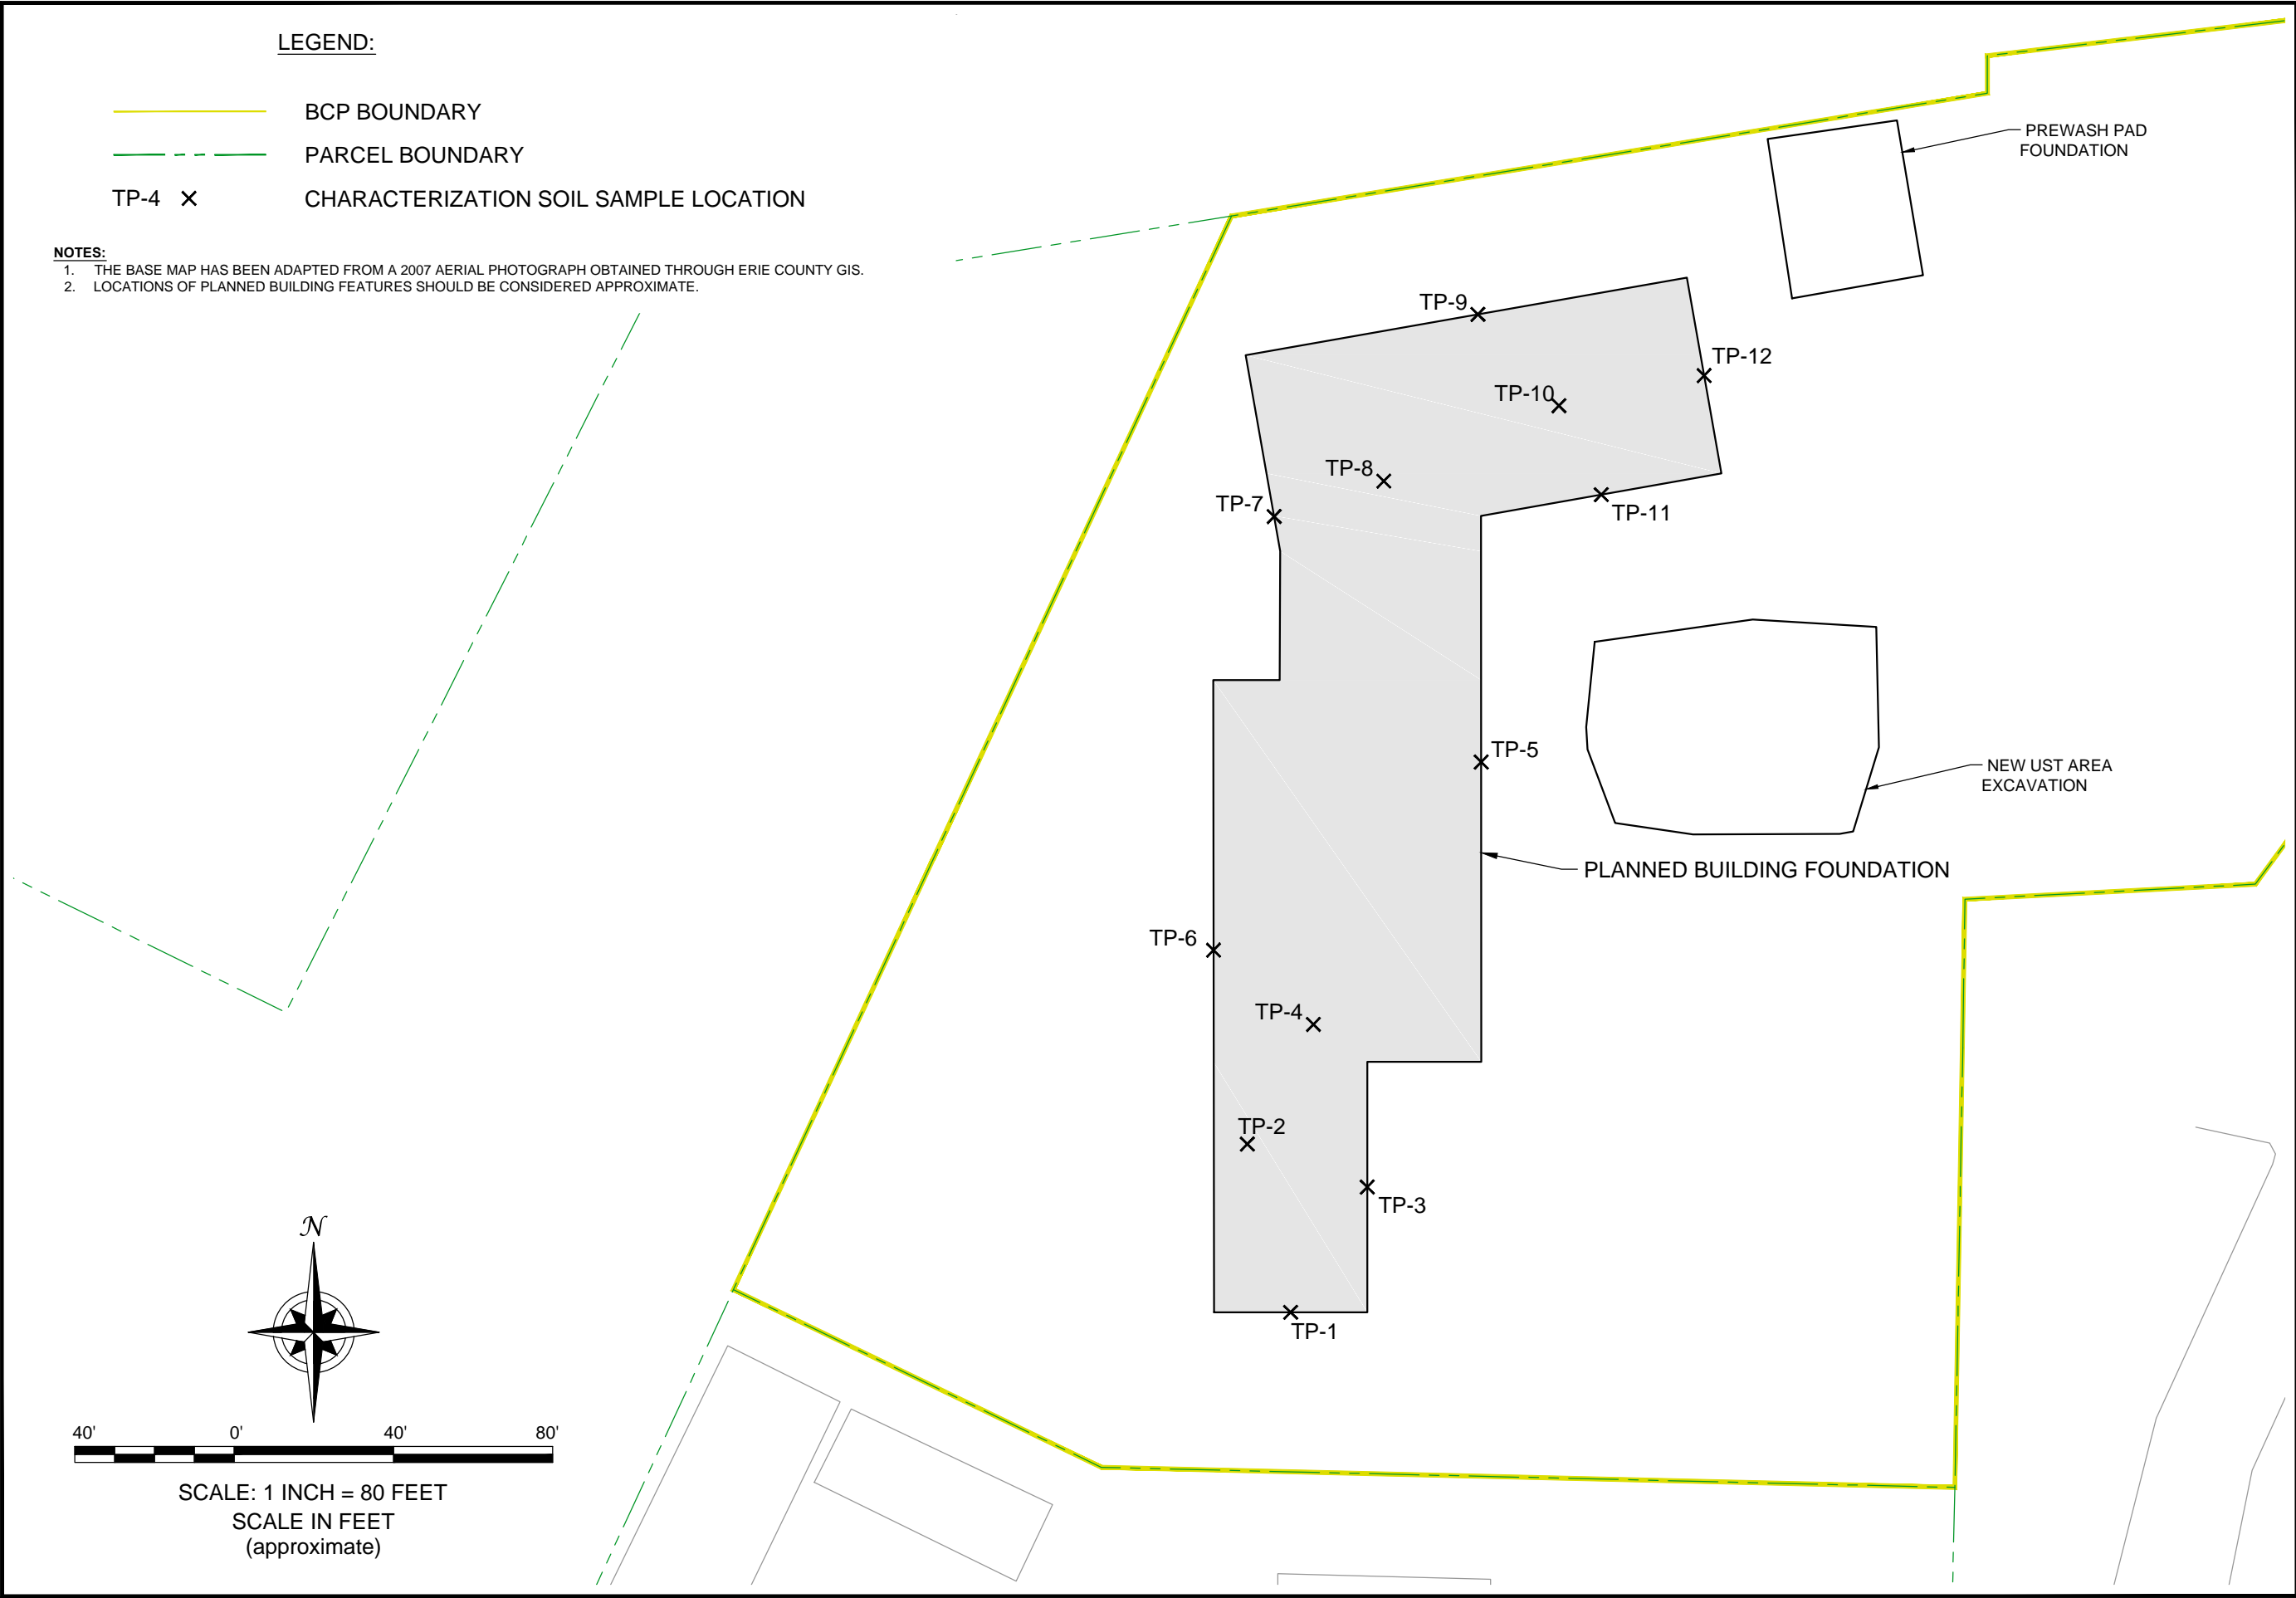 LEGEND:
BCP BOUNDARY
PARCEL BOUNDARY
TP-4 CHARACTERIZATION SOIL SAMPLE LOCATION
NOTES:
1. THE BASE MAP HAS BEEN ADAPTED FROM A 2007 AERIAL PHOTOGRAPH OBTAINED THROUGH ERIE COUNTY GIS.
2. LOCATIONS OF PLANNED BUILDING FEATURES SHOULD BE CONSIDERED APPROXIMATE.
PREWASH PAD
FOUNDATION
TP-9
TP-12
TP-10
TP-8
TP-7
TP-11
TP-5
NEW UST AREA
EXCAVATION
PLANNED BUILDING FOUNDATION
TP-6
TP-4
TP-2
TP-3
TP-1
N
40' 0' 40' 80'
SCALE: 1 INCH = 80 FEET
SCALE IN FEET
(approximate)